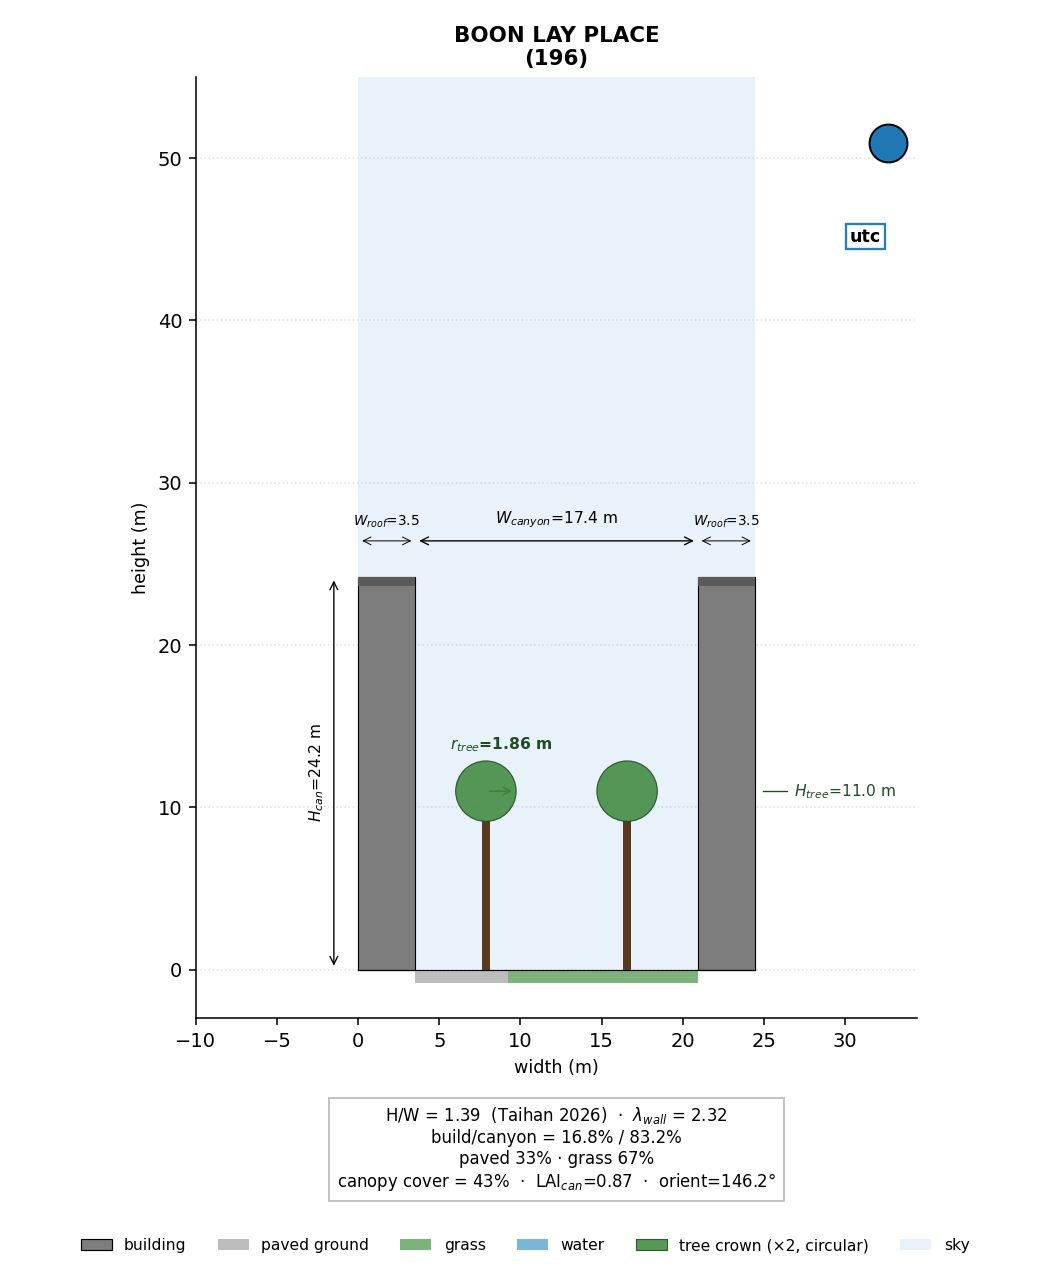 BOON LAY PLACE
(196)
utc
50
40
30
20
10
0
height (m)
W_roof=3.5
W_canyon=17.4 m
W_roof=3.5
H_can=24.2 m
r_tree=1.86 m
H_tree=11.0 m
−10 −5 0 5 10 15 20 25 30
width (m)
H/W = 1.39 (Taihan 2026) · λ_wall = 2.32
build/canyon = 16.8% / 83.2%
paved 33% · grass 67%
canopy cover = 43% · LAI_can=0.87 · orient=146.2°
building paved ground grass water tree crown (×2, circular) sky